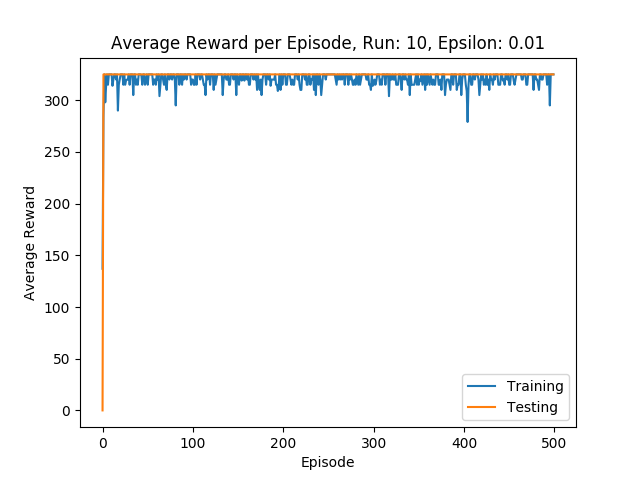 Average Reward per Episode, Run: 10, Epsilon: 0.01
300
250
200
150
100
50
0
Average Reward
0 100 200 300 400 500
Episode
Training
Testing